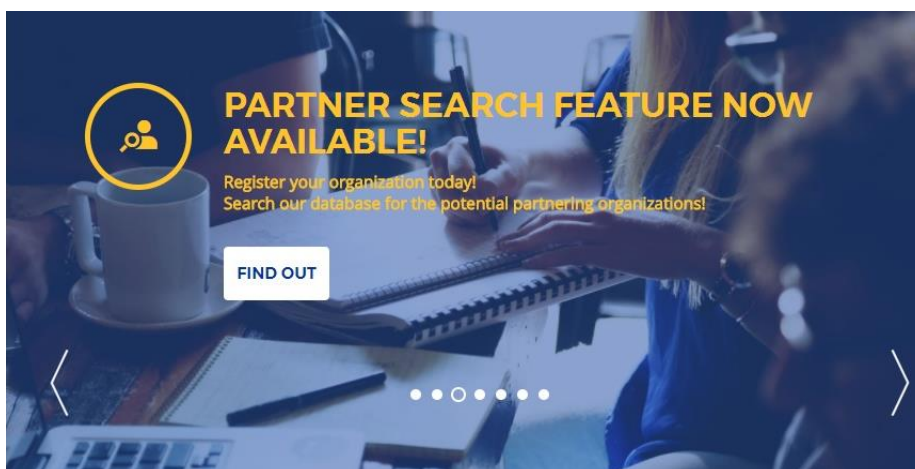 PARTNER SEARCH FEATURE NOW
AVAILABLE!
Register your organization today!
Search our database for the potential partnering organizations!
FIND OUT